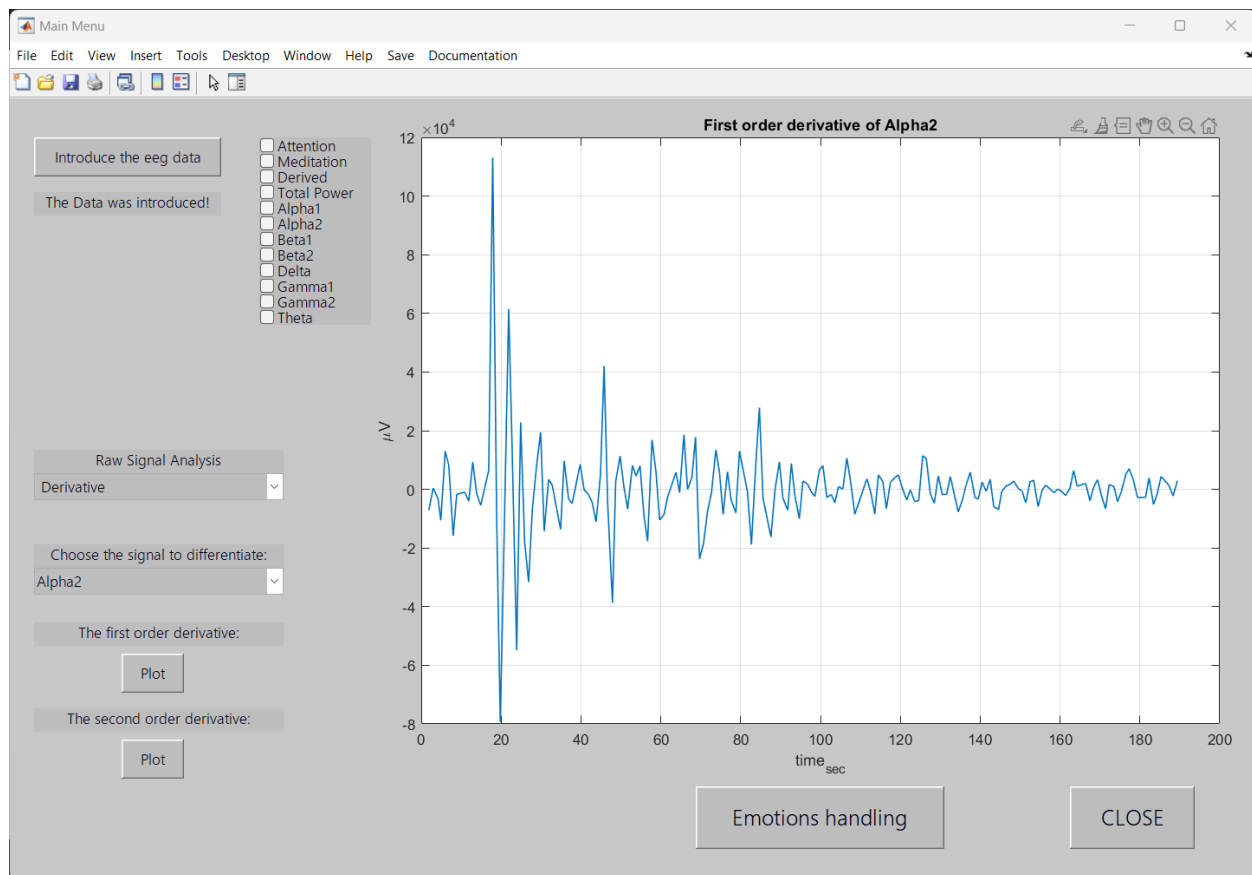 Main Menu
File Edit View Insert Tools Desktop Window Help Save Documentation
Introduce the eeg data
The Data was introduced!
Attention
Meditation
Derived
Total Power
Alpha1
Alpha2
Beta1
Beta2
Delta
Gamma1
Gamma2
Theta
Raw Signal Analysis
Derivative
Choose the signal to differentiate:
Alpha2
The first order derivative:
Plot
The second order derivative:
Plot
First order derivative of Alpha2
×10^4
12
10
8
6
4
2
0
-2
-4
-6
-8
μV
0 20 40 60 80 100 120 140 160 180 200
time_sec
Emotions handling
CLOSE